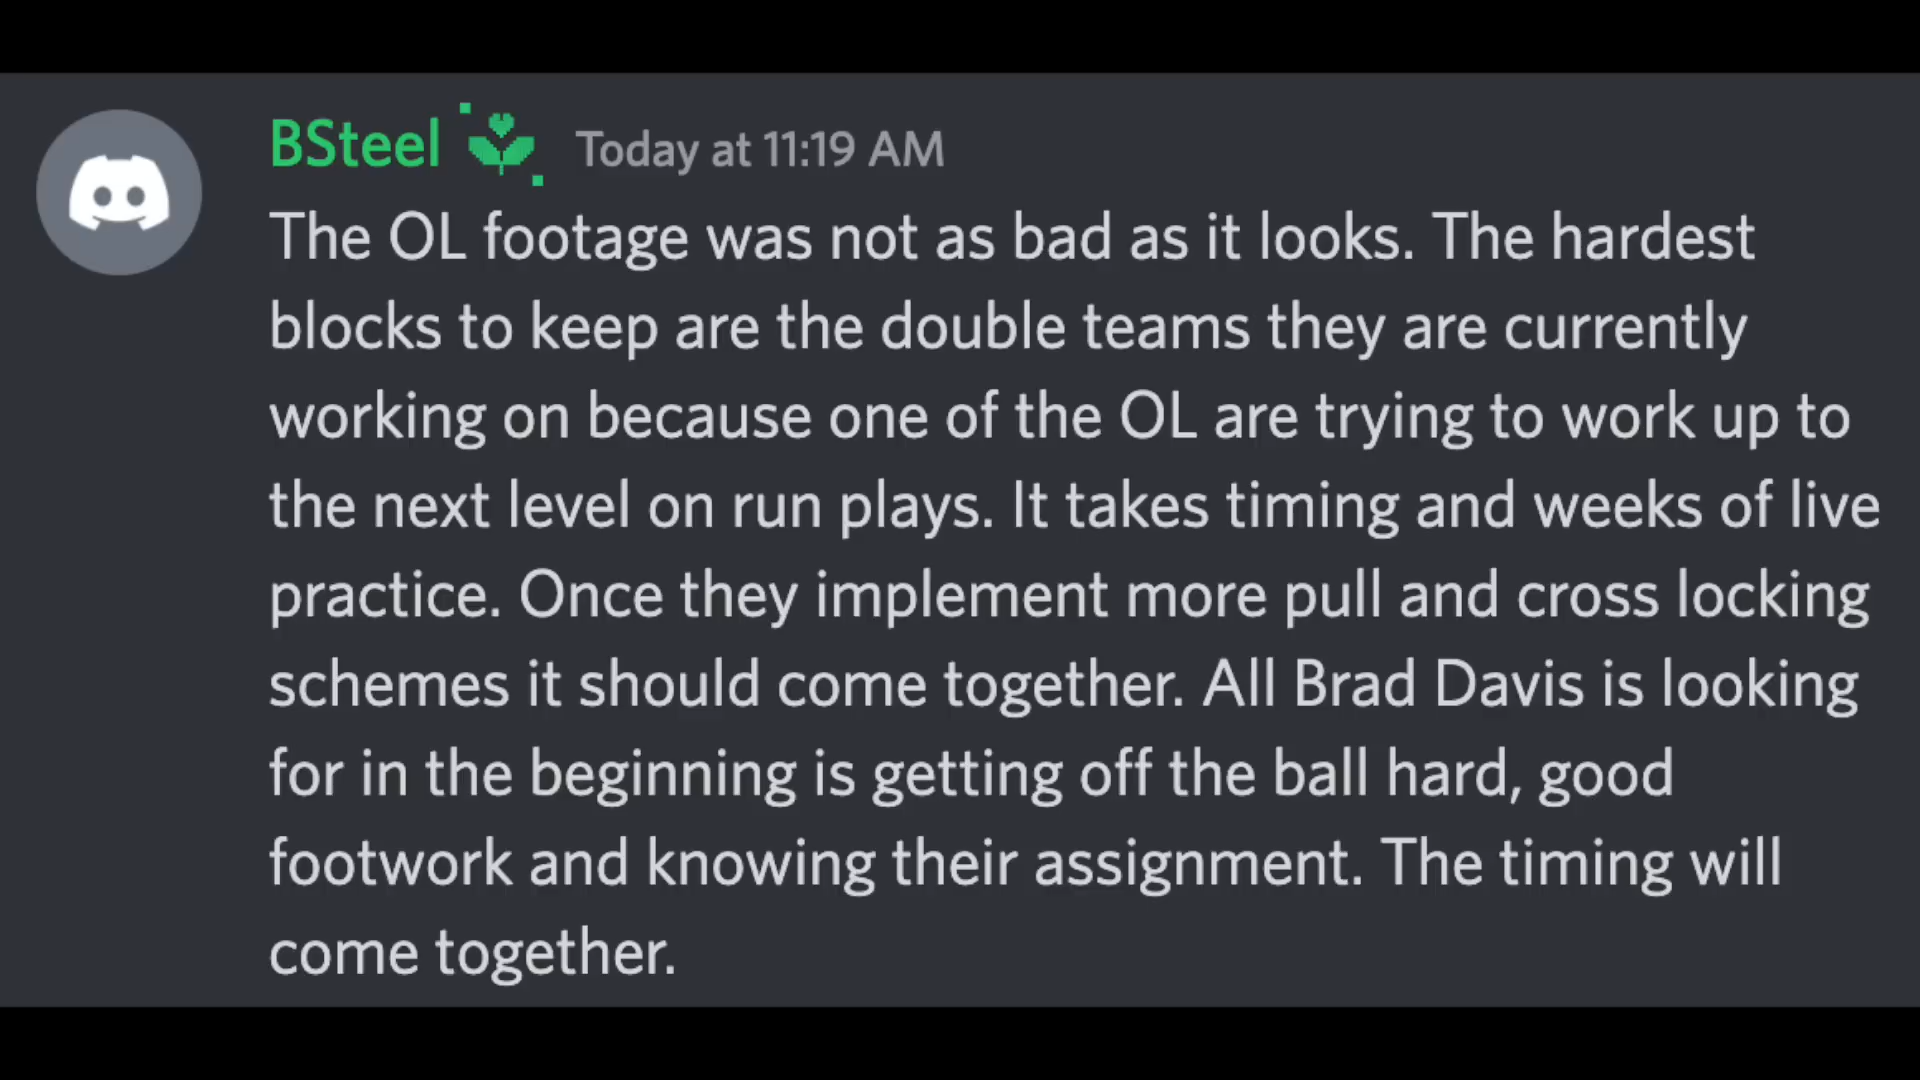 BSteel Today at 11:19 AM
The OL footage was not as bad as it looks. The hardest
blocks to keep are the double teams they are currently
working on because one of the OL are trying to work up to
the next level on run plays. It takes timing and weeks of live
practice. Once they implement more pull and cross locking
schemes it should come together. All Brad Davis is looking
for in the beginning is getting off the ball hard, good
footwork and knowing their assignment. The timing will
come together.